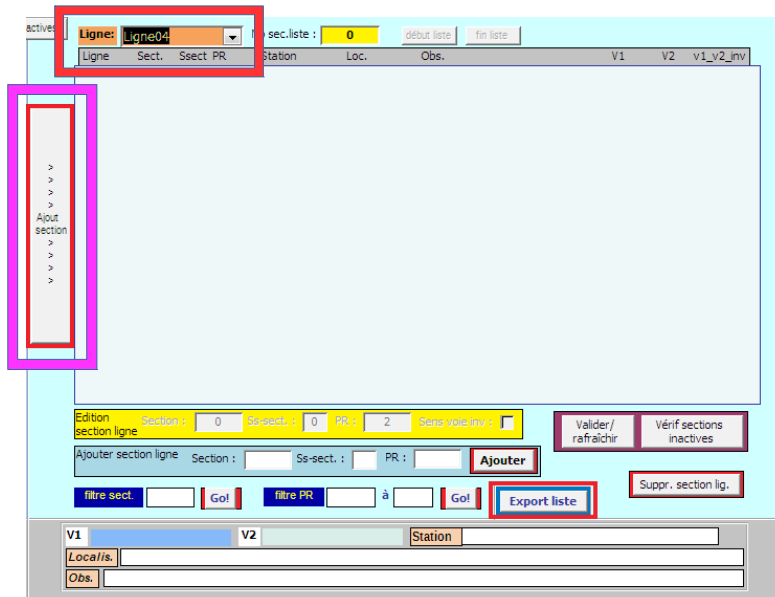 actives
Ligne: Ligne04 sec.liste : 0 début liste fin liste
Ligne Sect. Ssect PR Station Loc. Obs. V1 V2 v1_v2_inv
>
>
>
>
Ajout
section
>
>
>
>
Edition
section ligne
Section : 0 Ss-sect. : 0 PR : 2 Sens voie inv :
Valider/
rafraîchir
Vérif sections
inactives
Ajouter section ligne Section : Ss-sect. : PR : Ajouter
Suppr. section lig.
filtre sect. Go! filtre PR à Go! Export liste
V1 V2 Station
Localis.
Obs.